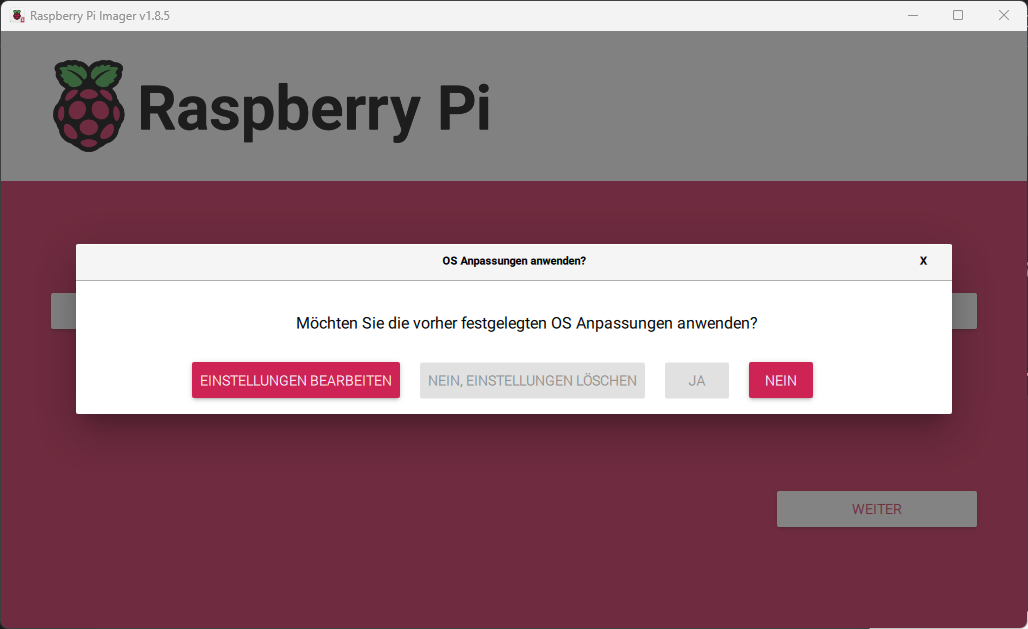 Raspberry Pi Imager v1.8.5
Raspberry Pi
OS Anpassungen anwenden?
X
Möchten Sie die vorher festgelegten OS Anpassungen anwenden?
EINSTELLUNGEN BEARBEITEN
NEIN, EINSTELLUNGEN LÖSCHEN
JA
NEIN
WEITER